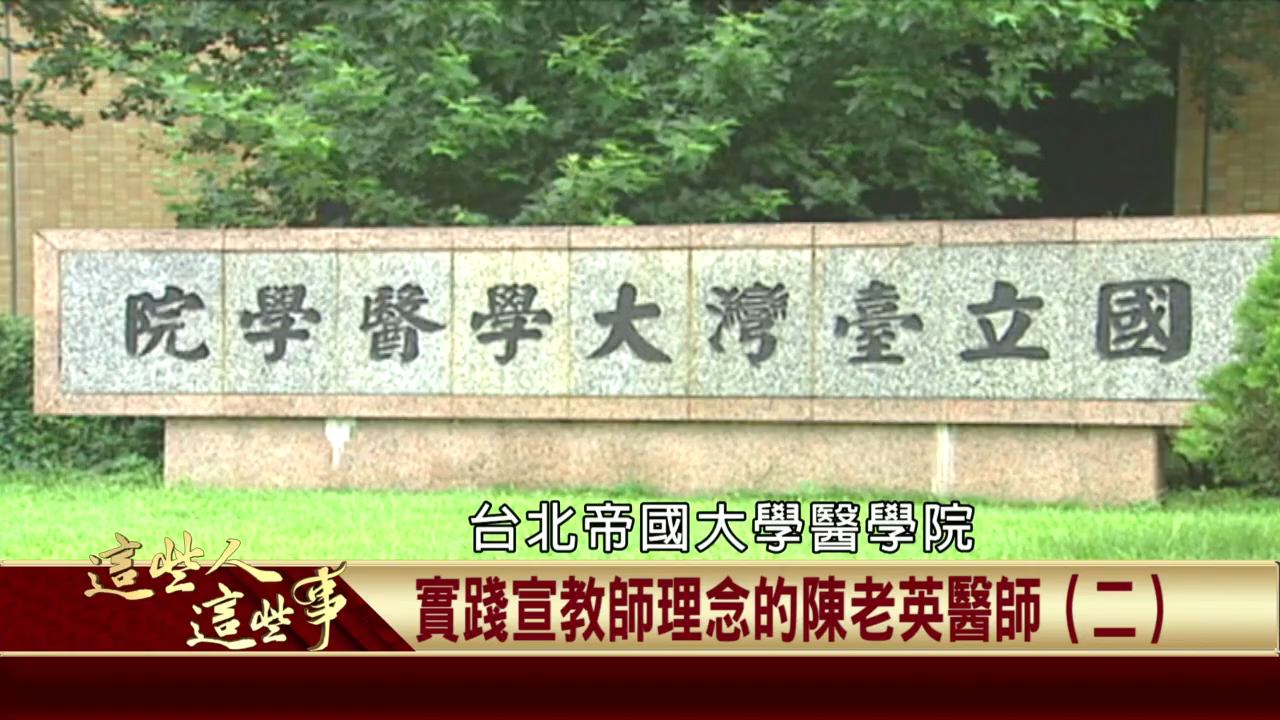 國立臺灣大學醫學院
台北帝國大學醫學院
這些人
這些事
實踐宣教師理念的陳老英醫師（二）